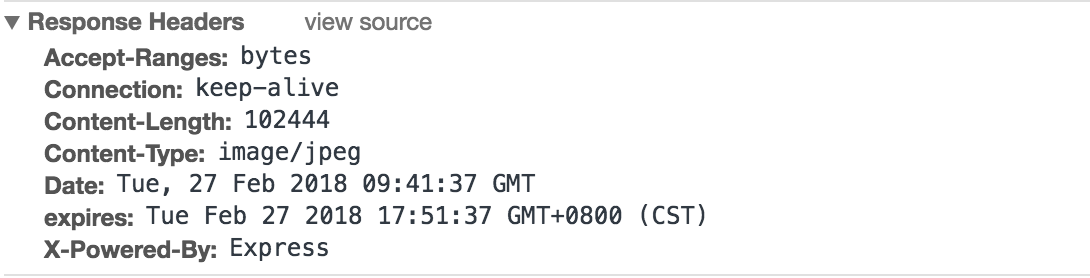 ▼ Response Headers view source
Accept-Ranges: bytes
Connection: keep-alive
Content-Length: 102444
Content-Type: image/jpeg
Date: Tue, 27 Feb 2018 09:41:37 GMT
expires: Tue Feb 27 2018 17:51:37 GMT+0800 (CST)
X-Powered-By: Express